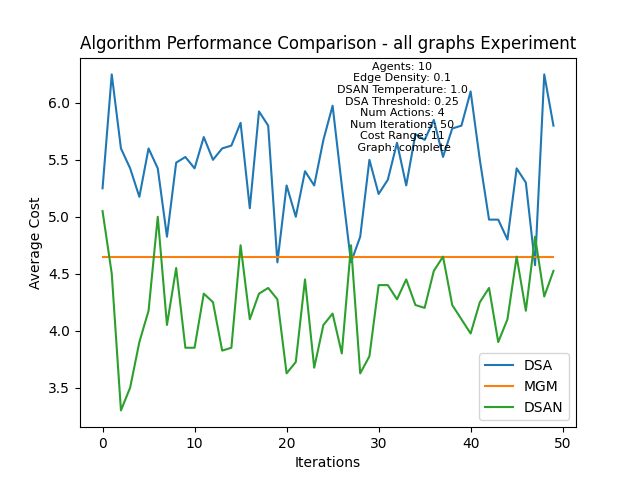 Algorithm Performance Comparison - all graphs Experiment
Agents: 10
Edge Density: 0.1
DSAN Temperature: 1.0
DSA Threshold: 0.25
Num Actions: 4
Num Iterations: 50
Cost Range: 11
Graph: complete
Average Cost
6.0
5.5
5.0
4.5
4.0
3.5
0
10
20
30
40
50
Iterations
DSA
MGM
DSAN